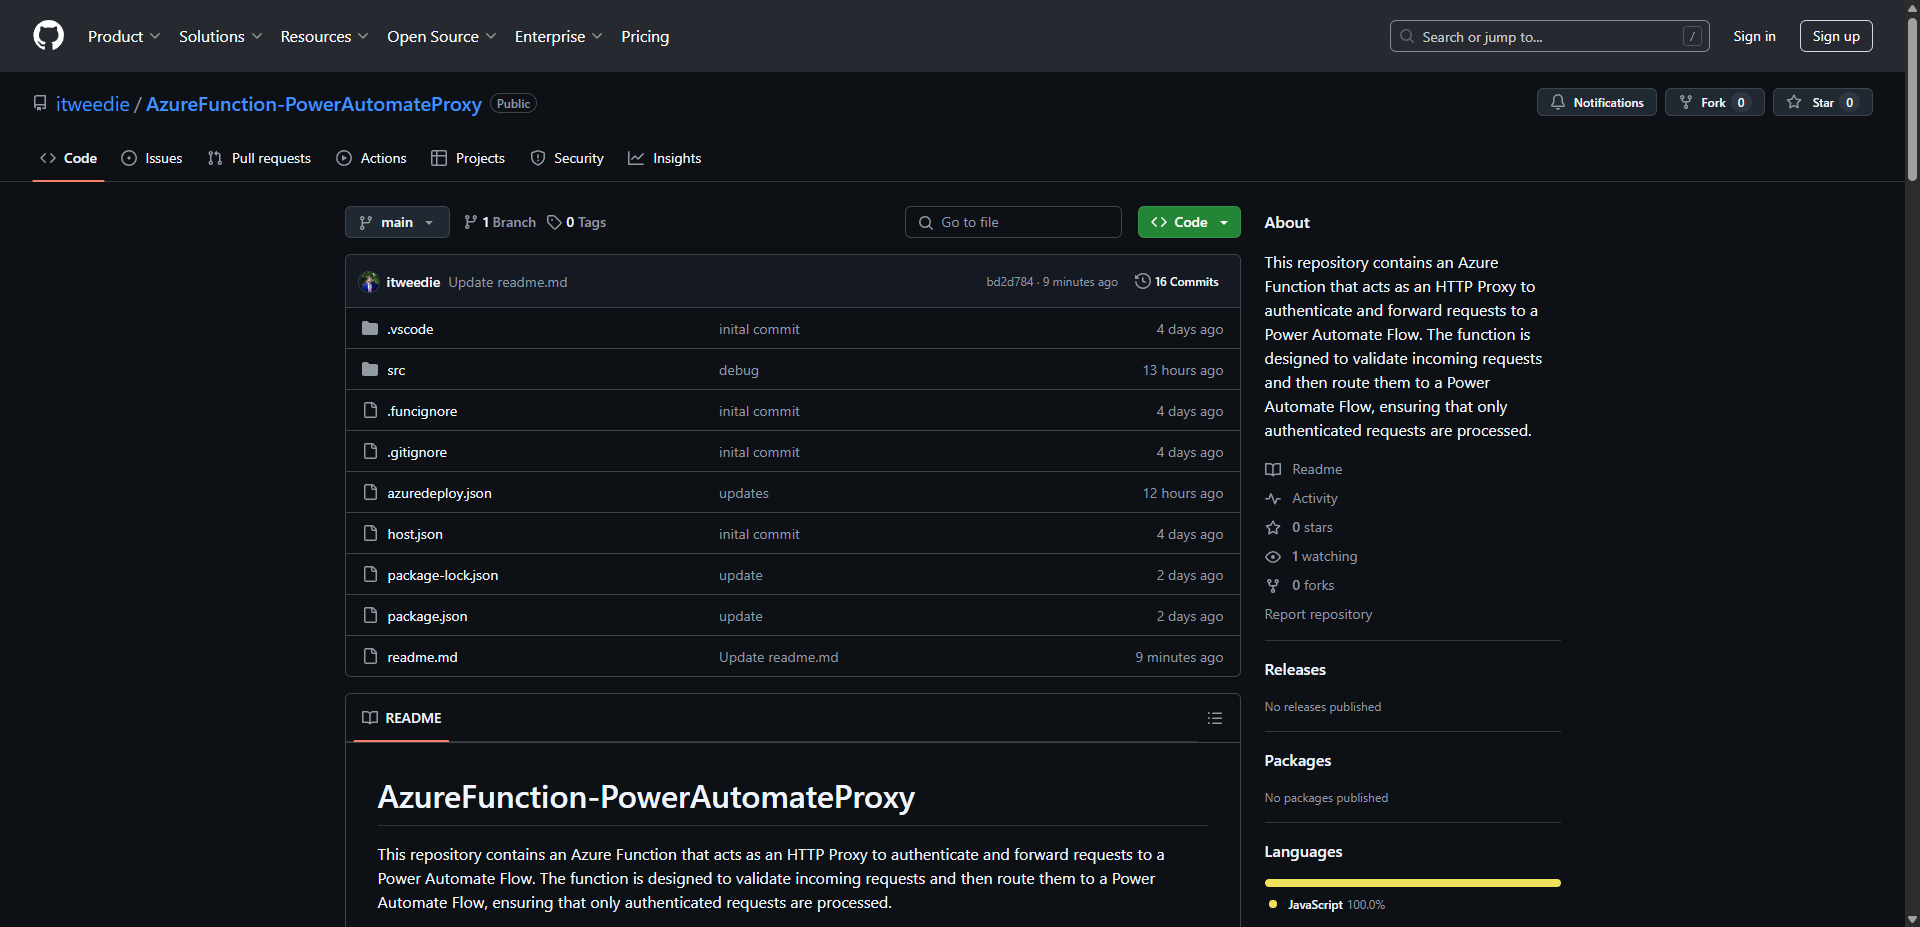 Product Solutions Resources Open Source Enterprise Pricing Search or jump to... / Sign in Sign up
itweedie / AzureFunction-PowerAutomateProxy Public Notifications Fork 0 Star 0
Code Issues Pull requests Actions Projects Security Insights
main 1 Branch 0 Tags Go to file Code
itweedie Update readme.md bd2d784 · 9 minutes ago 16 Commits
.vscode inital commit 4 days ago
src debug 13 hours ago
.funcignore inital commit 4 days ago
.gitignore inital commit 4 days ago
azuredeploy.json updates 12 hours ago
host.json inital commit 4 days ago
package-lock.json update 2 days ago
package.json update 2 days ago
readme.md Update readme.md 9 minutes ago
README
AzureFunction-PowerAutomateProxy
This repository contains an Azure Function that acts as an HTTP Proxy to authenticate and forward requests to a
Power Automate Flow. The function is designed to validate incoming requests and then route them to a Power
Automate Flow, ensuring that only authenticated requests are processed.
About
This repository contains an Azure
Function that acts as an HTTP Proxy to
authenticate and forward requests to a
Power Automate Flow. The function is
designed to validate incoming requests
and then route them to a Power
Automate Flow, ensuring that only
authenticated requests are processed.
Readme
Activity
0 stars
1 watching
0 forks
Report repository
Releases
No releases published
Packages
No packages published
Languages
JavaScript 100.0%